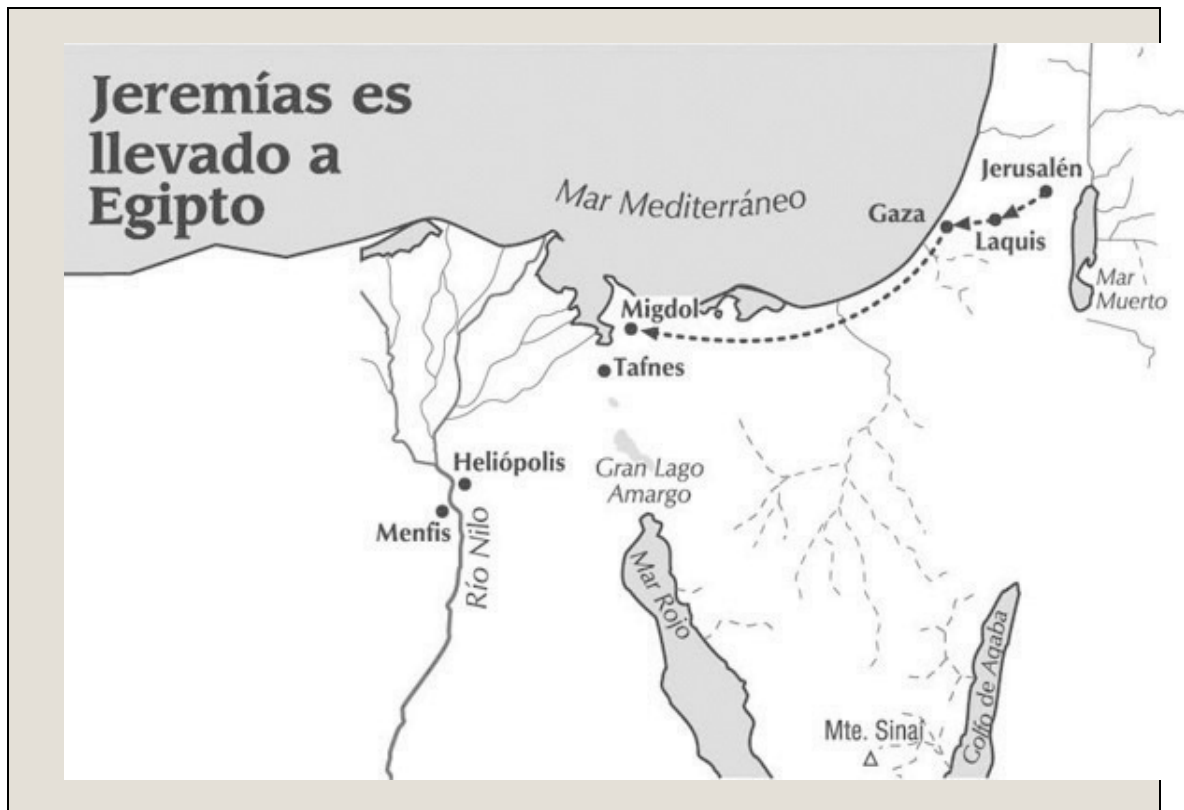 Jeremías es
llevado a
Egipto
Mar Mediterráneo
Jerusalén
Gaza
Laquis
Mar
Muerto
Migdol
Tafnes
Heliópolis
Gran Lago
Amargo
Menfis
Río Nilo
Mar Rojo
Golfo de Aqaba
Mte. Sinaí